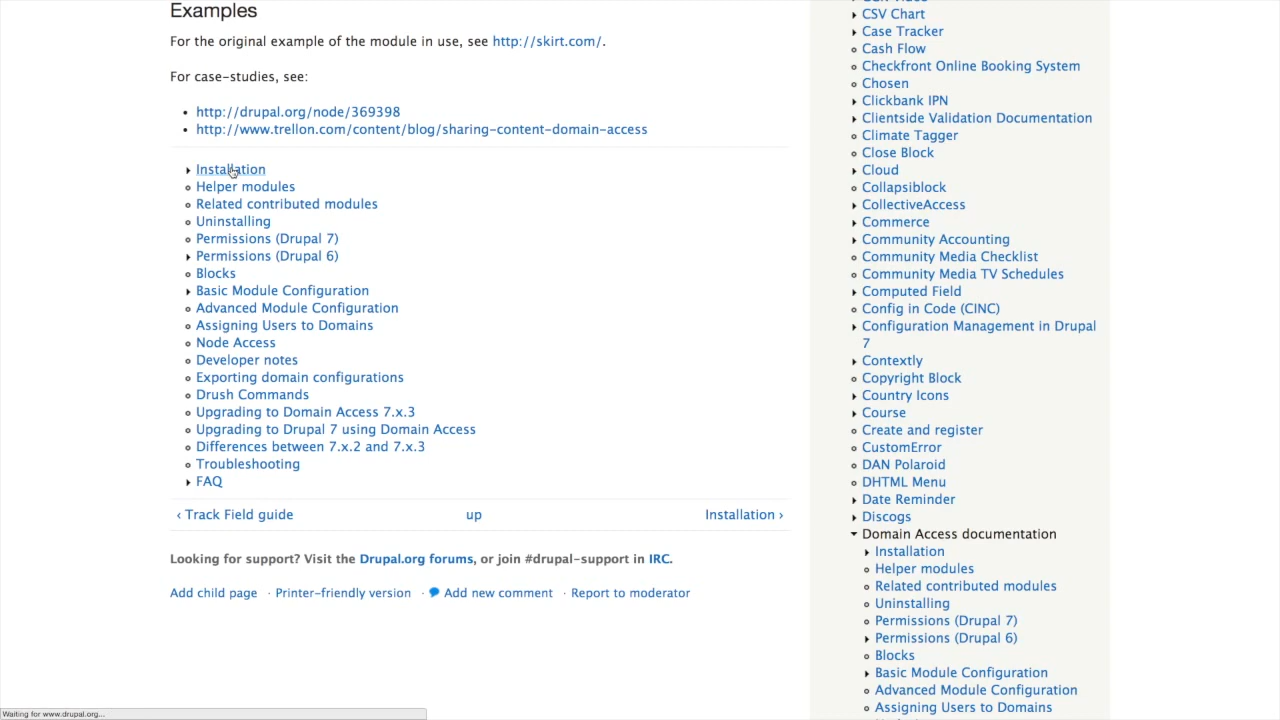 Examples
For the original example of the module in use, see http://skirt.com/.
For case-studies, see:
http://drupal.org/node/369398
http://www.trellon.com/content/blog/sharing-content-domain-access
Installation
Helper modules
Related contributed modules
Uninstalling
Permissions (Drupal 7)
Permissions (Drupal 6)
Blocks
Basic Module Configuration
Advanced Module Configuration
Assigning Users to Domains
Node Access
Developer notes
Exporting domain configurations
Drush Commands
Upgrading to Domain Access 7.x.3
Upgrading to Drupal 7 using Domain Access
Differences between 7.x.2 and 7.x.3
Troubleshooting
FAQ
‹ Track Field guide
up
Installation ›
Looking for support? Visit the Drupal.org forums, or join #drupal-support in IRC.
Add child page · Printer-friendly version · Add new comment · Report to moderator
CSV Chart
Case Tracker
Cash Flow
Checkfront Online Booking System
Chosen
Clickbank IPN
Clientside Validation Documentation
Climate Tagger
Close Block
Cloud
Collapsiblock
CollectiveAccess
Commerce
Community Accounting
Community Media Checklist
Community Media TV Schedules
Computed Field
Config in Code (CINC)
Configuration Management in Drupal
7
Contextly
Copyright Block
Country Icons
Course
Create and register
CustomError
DAN Polaroid
DHTML Menu
Date Reminder
Discogs
Domain Access documentation
Installation
Helper modules
Related contributed modules
Uninstalling
Permissions (Drupal 7)
Permissions (Drupal 6)
Blocks
Basic Module Configuration
Advanced Module Configuration
Assigning Users to Domains
Waiting for www.drupal.org...